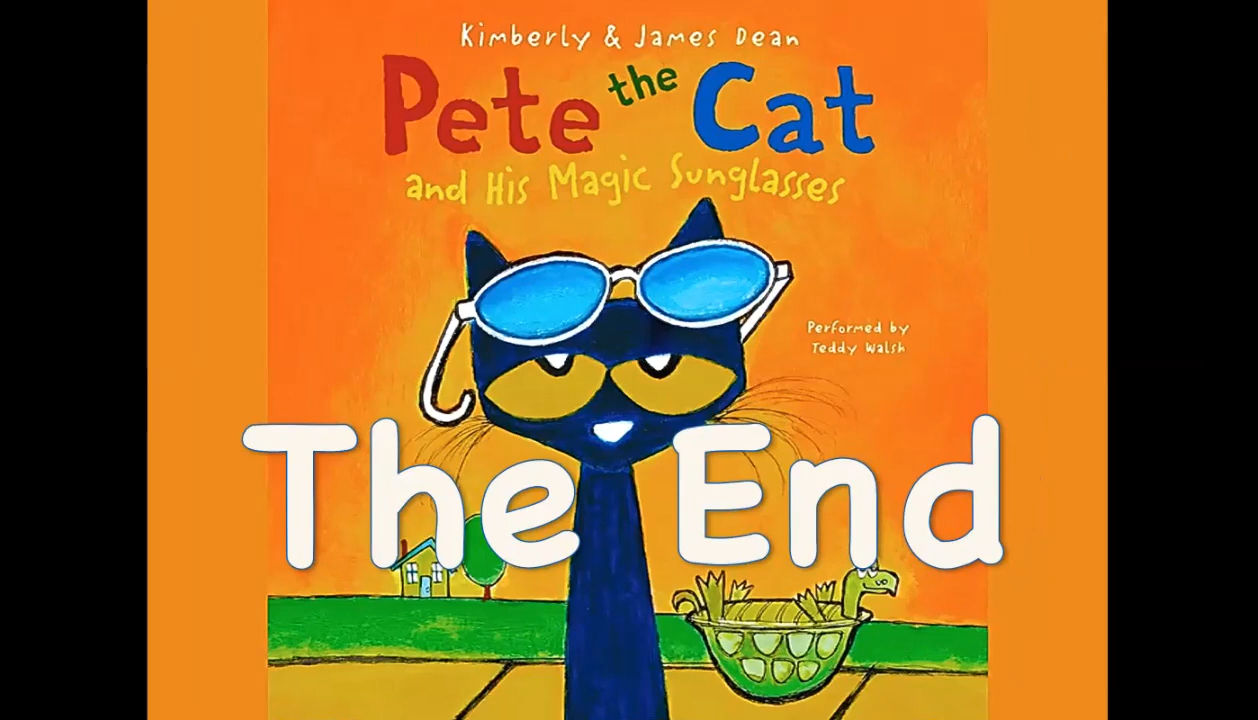 Kimberly & James Dean
Pete the Cat
and His Magic Sunglasses
Performed by
Teddy Walsh
The End